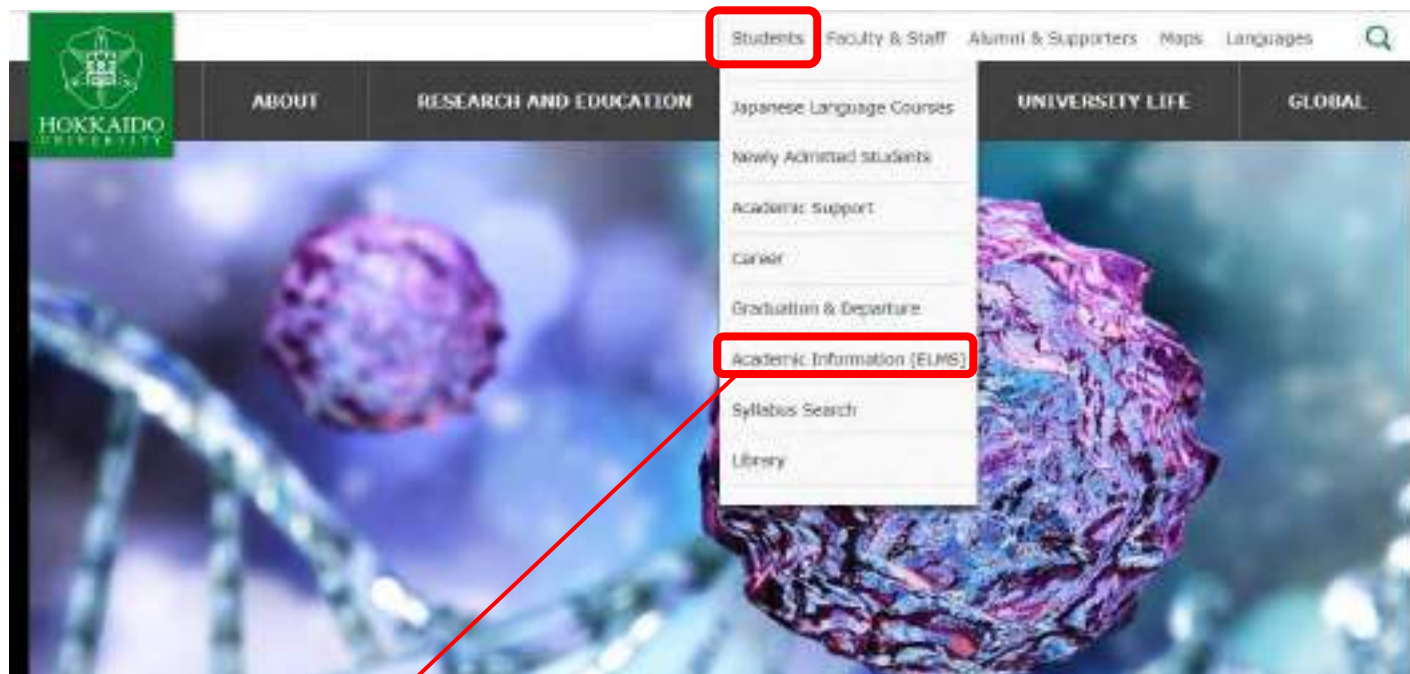 Students Faculty & Staff Alumni & Supporters Maps Languages
HOKKAIDO
UNIVERSITY
ABOUT RESEARCH AND EDUCATION UNIVERSITY LIFE GLOBAL
Japanese Language Courses
Newly Admitted Students
Academic Support
Career
Graduation & Departure
Academic Information (ELMS)
Syllabus Search
Library